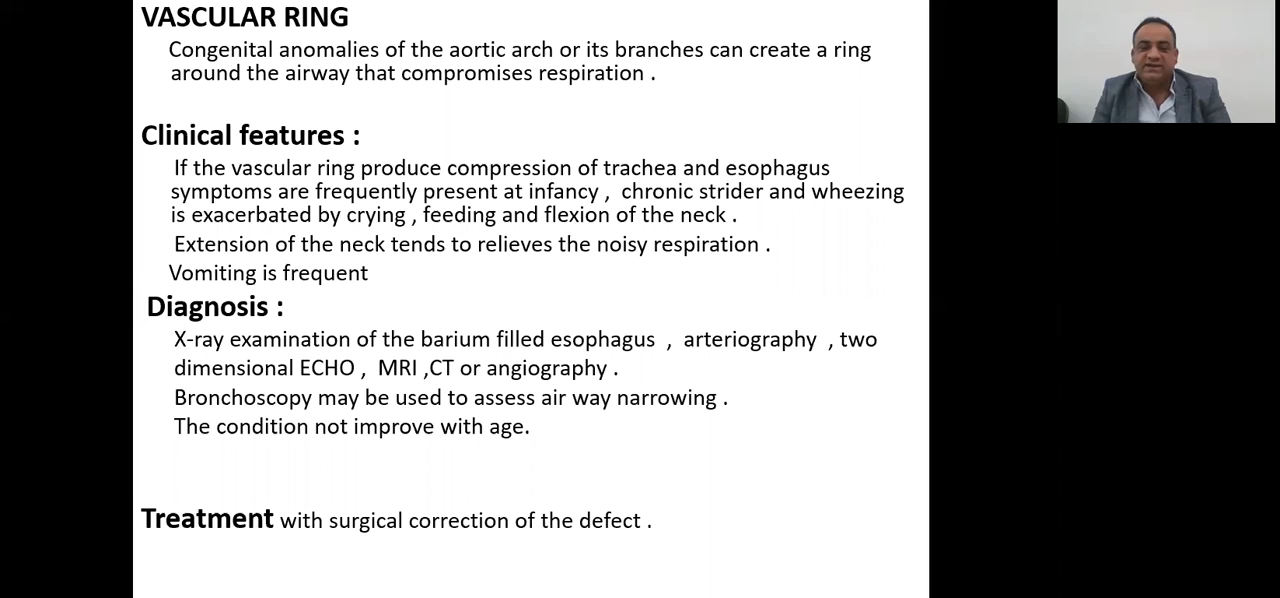 VASCULAR RING
Congenital anomalies of the aortic arch or its branches can create a ring
around the airway that compromises respiration .
Clinical features :
If the vascular ring produce compression of trachea and esophagus
symptoms are frequently present at infancy , chronic strider and wheezing
is exacerbated by crying , feeding and flexion of the neck .
Extension of the neck tends to relieves the noisy respiration .
Vomiting is frequent
Diagnosis :
X-ray examination of the barium filled esophagus , arteriography , two
dimensional ECHO , MRI ,CT or angiography .
Bronchoscopy may be used to assess air way narrowing .
The condition not improve with age.
Treatment with surgical correction of the defect .